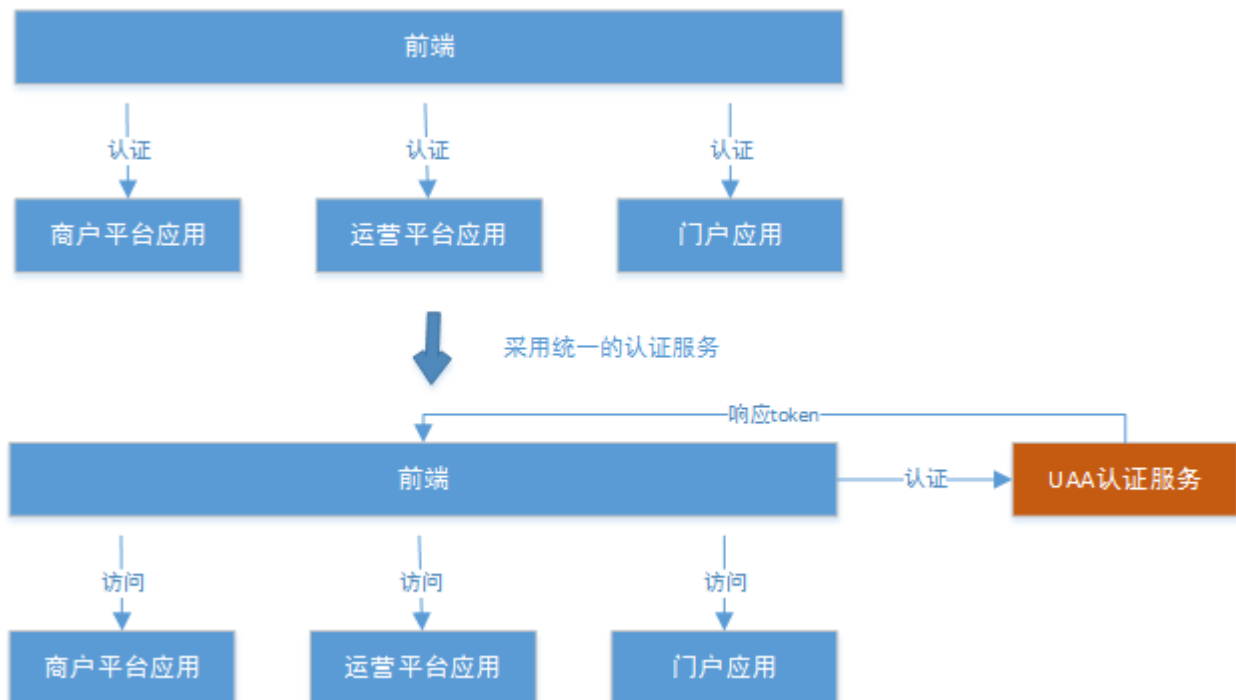 前端
认证
认证
认证
商户平台应用
运营平台应用
门户应用
采用统一的认证服务
响应token
前端
认证
UAA认证服务
访问
访问
访问
商户平台应用
运营平台应用
门户应用